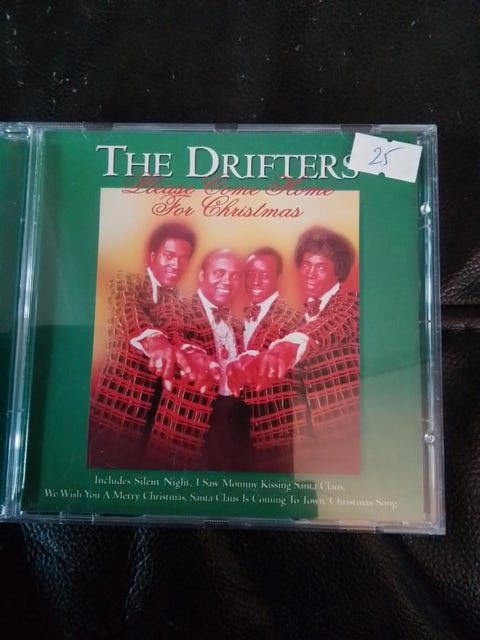 THE DRIFTERS
25
Please Come Home
For Christmas
Includes Silent Night, I Saw Mommy Kissing Santa Claus,
We Wish You A Merry Christmas, Santa Claus Is Coming To Town, Christmas Song